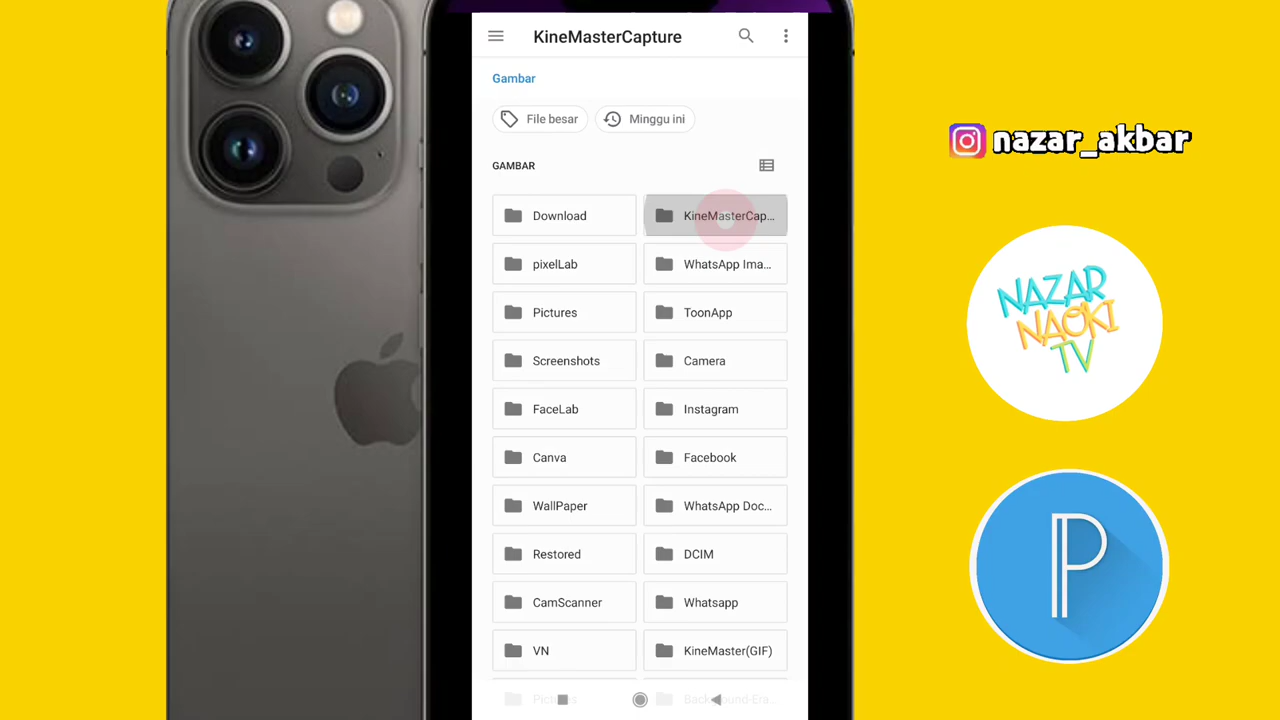 KineMasterCapture
Gambar
File besar
Minggu ini
GAMBAR
Download
KineMasterCap...
pixelLab
WhatsApp Ima...
Pictures
ToonApp
Screenshots
Camera
FaceLab
Instagram
Canva
Facebook
WallPaper
WhatsApp Doc...
Restored
DCIM
CamScanner
Whatsapp
VN
KineMaster(GIF)
nazar_akbar
NAZAR
NAOKI
TV
P